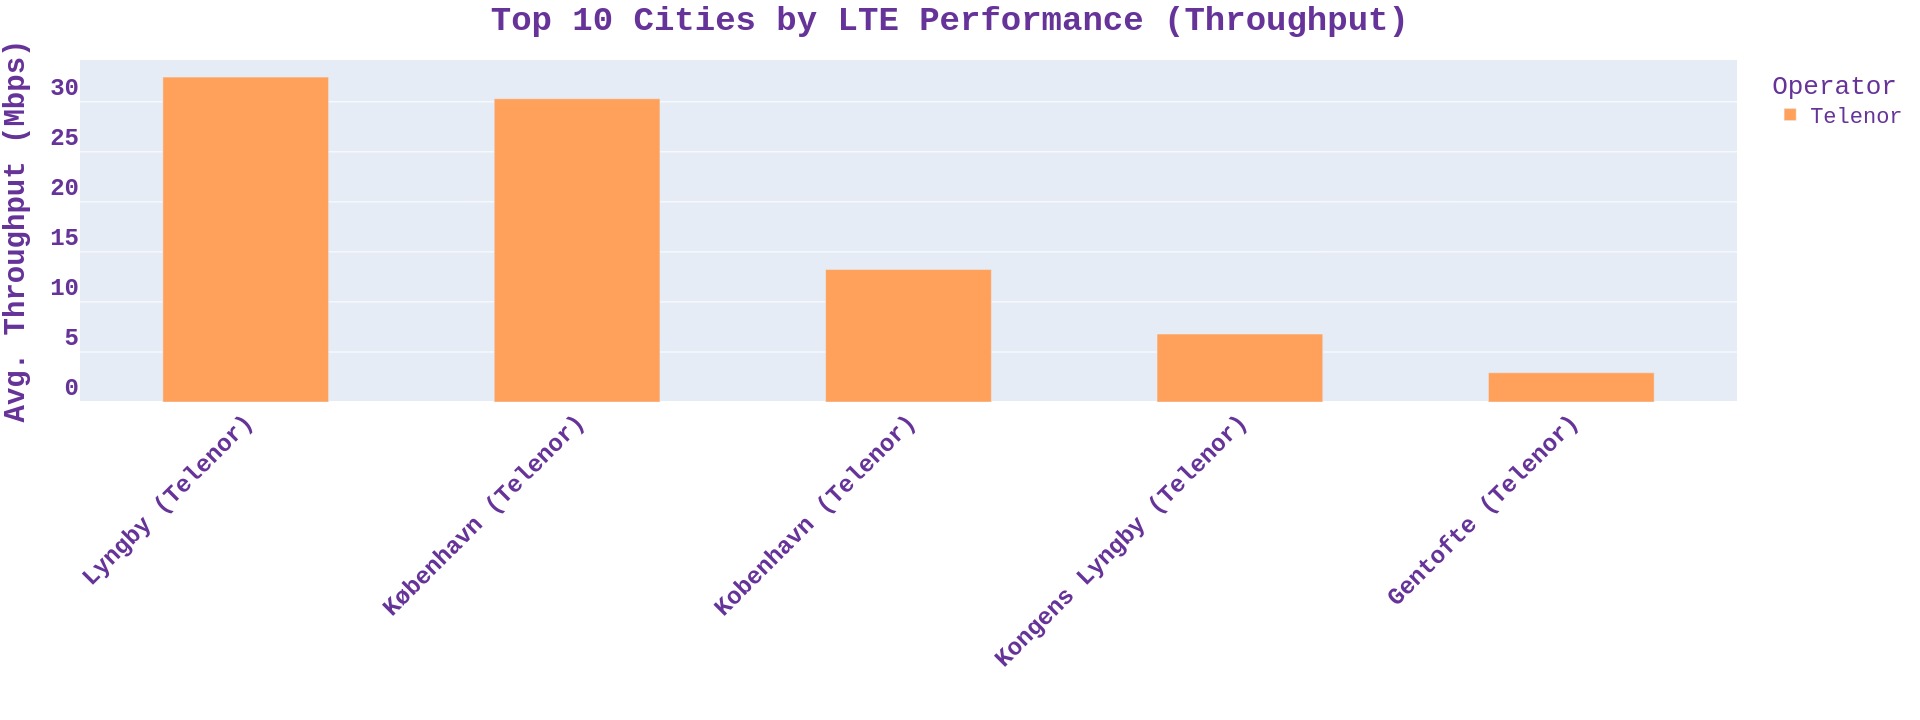 Top 10 Cities by LTE Performance (Throughput)
Avg. Throughput (Mbps)
30
25
20
15
10
5
0
Lyngby (Telenor)
København (Telenor)
Kobenhavn (Telenor)
Kongens Lyngby (Telenor)
Gentofte (Telenor)
Operator
Telenor